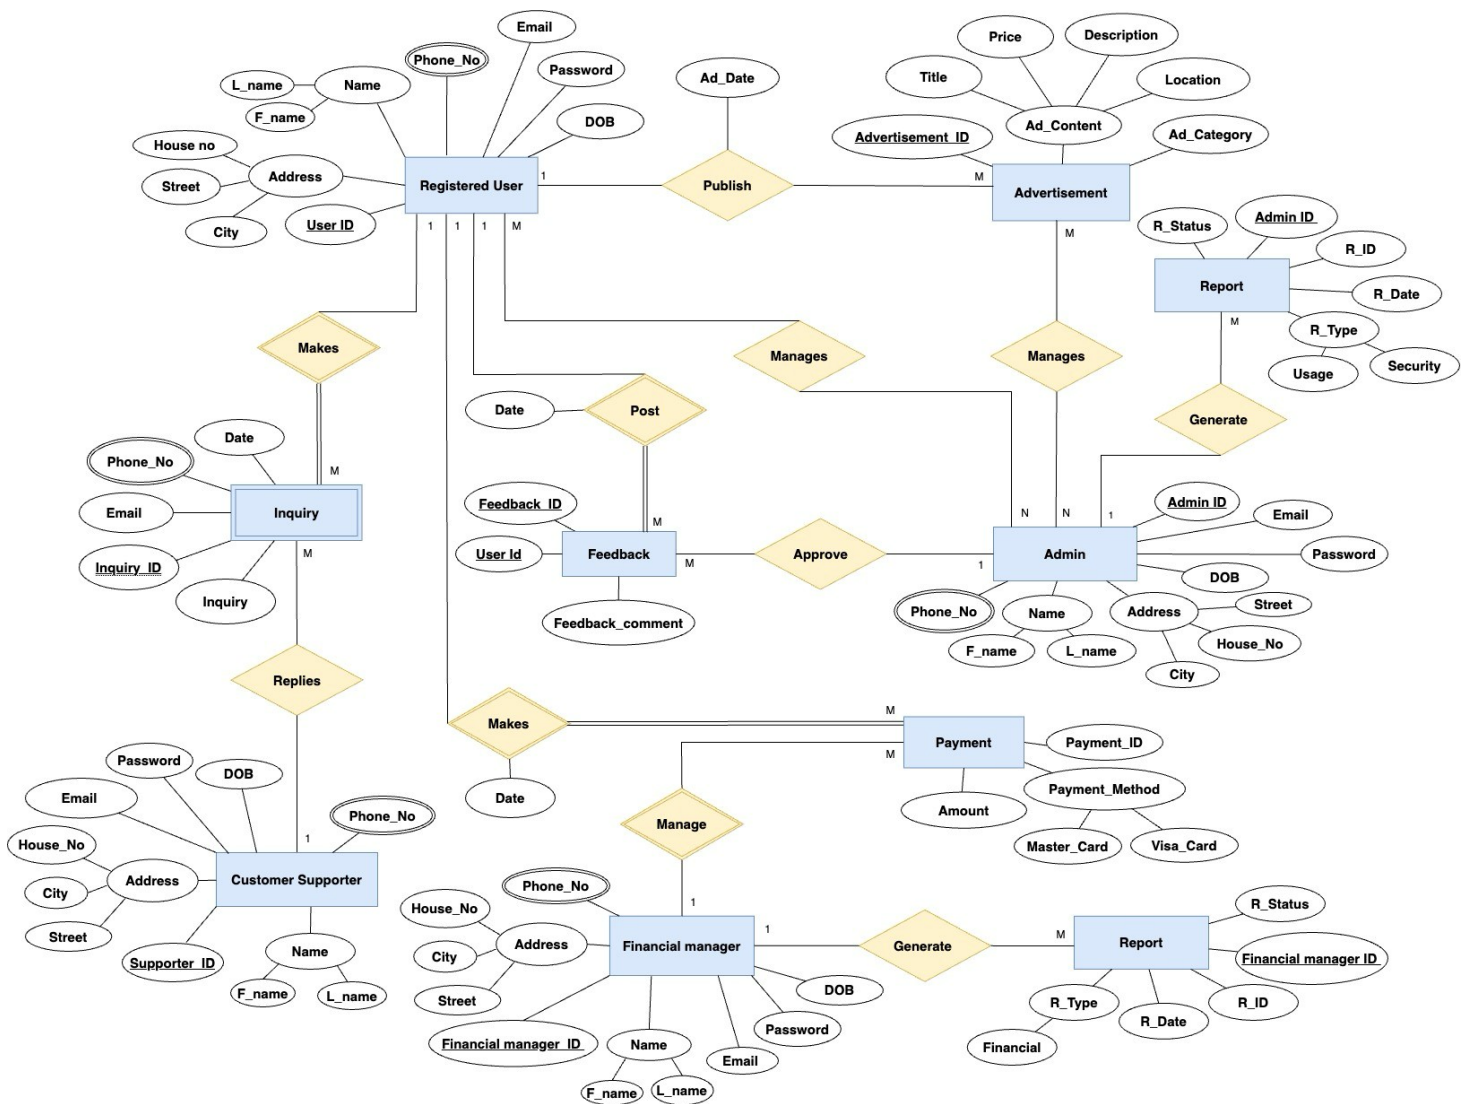 Email
Phone_No
Password
L_name
Name
F_name
DOB
House no
Address
Street
City
User ID
Registered User
1
Ad_Date
Publish
M
Price
Description
Title
Location
Ad_Content
Advertisement_ID
Ad_Category
Advertisement
M
1
1
1
M
R_Status
Admin ID
R_ID
Report
R_Date
M
R_Type
Usage
Security
Makes
Manages
Manages
Generate
Date
Post
Date
Phone_No
M
Email
Inquiry
Inquiry_ID
Inquiry
M
Feedback_ID
M
User Id
Feedback
M
Feedback_comment
Approve
1
N
N
1
Admin
Admin ID
Email
Password
DOB
Phone_No
Name
F_name
L_name
Address
Street
House_No
City
Replies
Makes
Date
M
M
Payment
Payment_ID
Payment_Method
Amount
Master_Card
Visa_Card
Manage
1
Password
DOB
Email
Phone_No
House_No
1
Address
Customer Supporter
City
Street
Supporter_ID
Name
F_name
L_name
Phone_No
House_No
Address
City
Street
Financial manager
1
Financial manager_ID
Name
F_name
L_name
Email
Password
DOB
Generate
M
Report
R_Status
Financial manager ID
R_ID
R_Date
R_Type
Financial